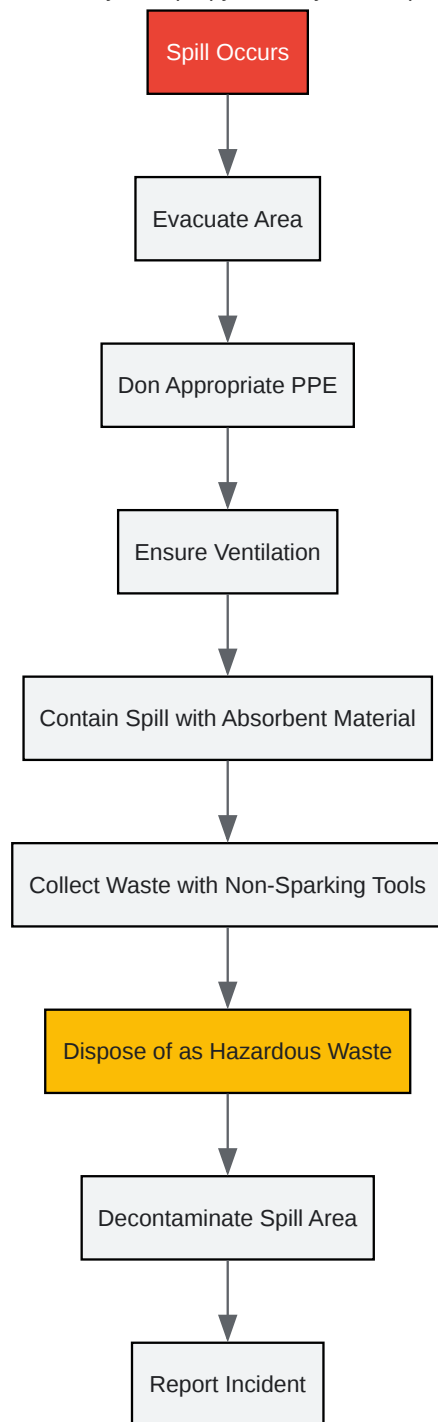 Spill Occurs
Evacuate Area
Don Appropriate PPE
Ensure Ventilation
Contain Spill with Absorbent Material
Collect Waste with Non-Sparking Tools
Dispose of as Hazardous Waste
Decontaminate Spill Area
Report Incident